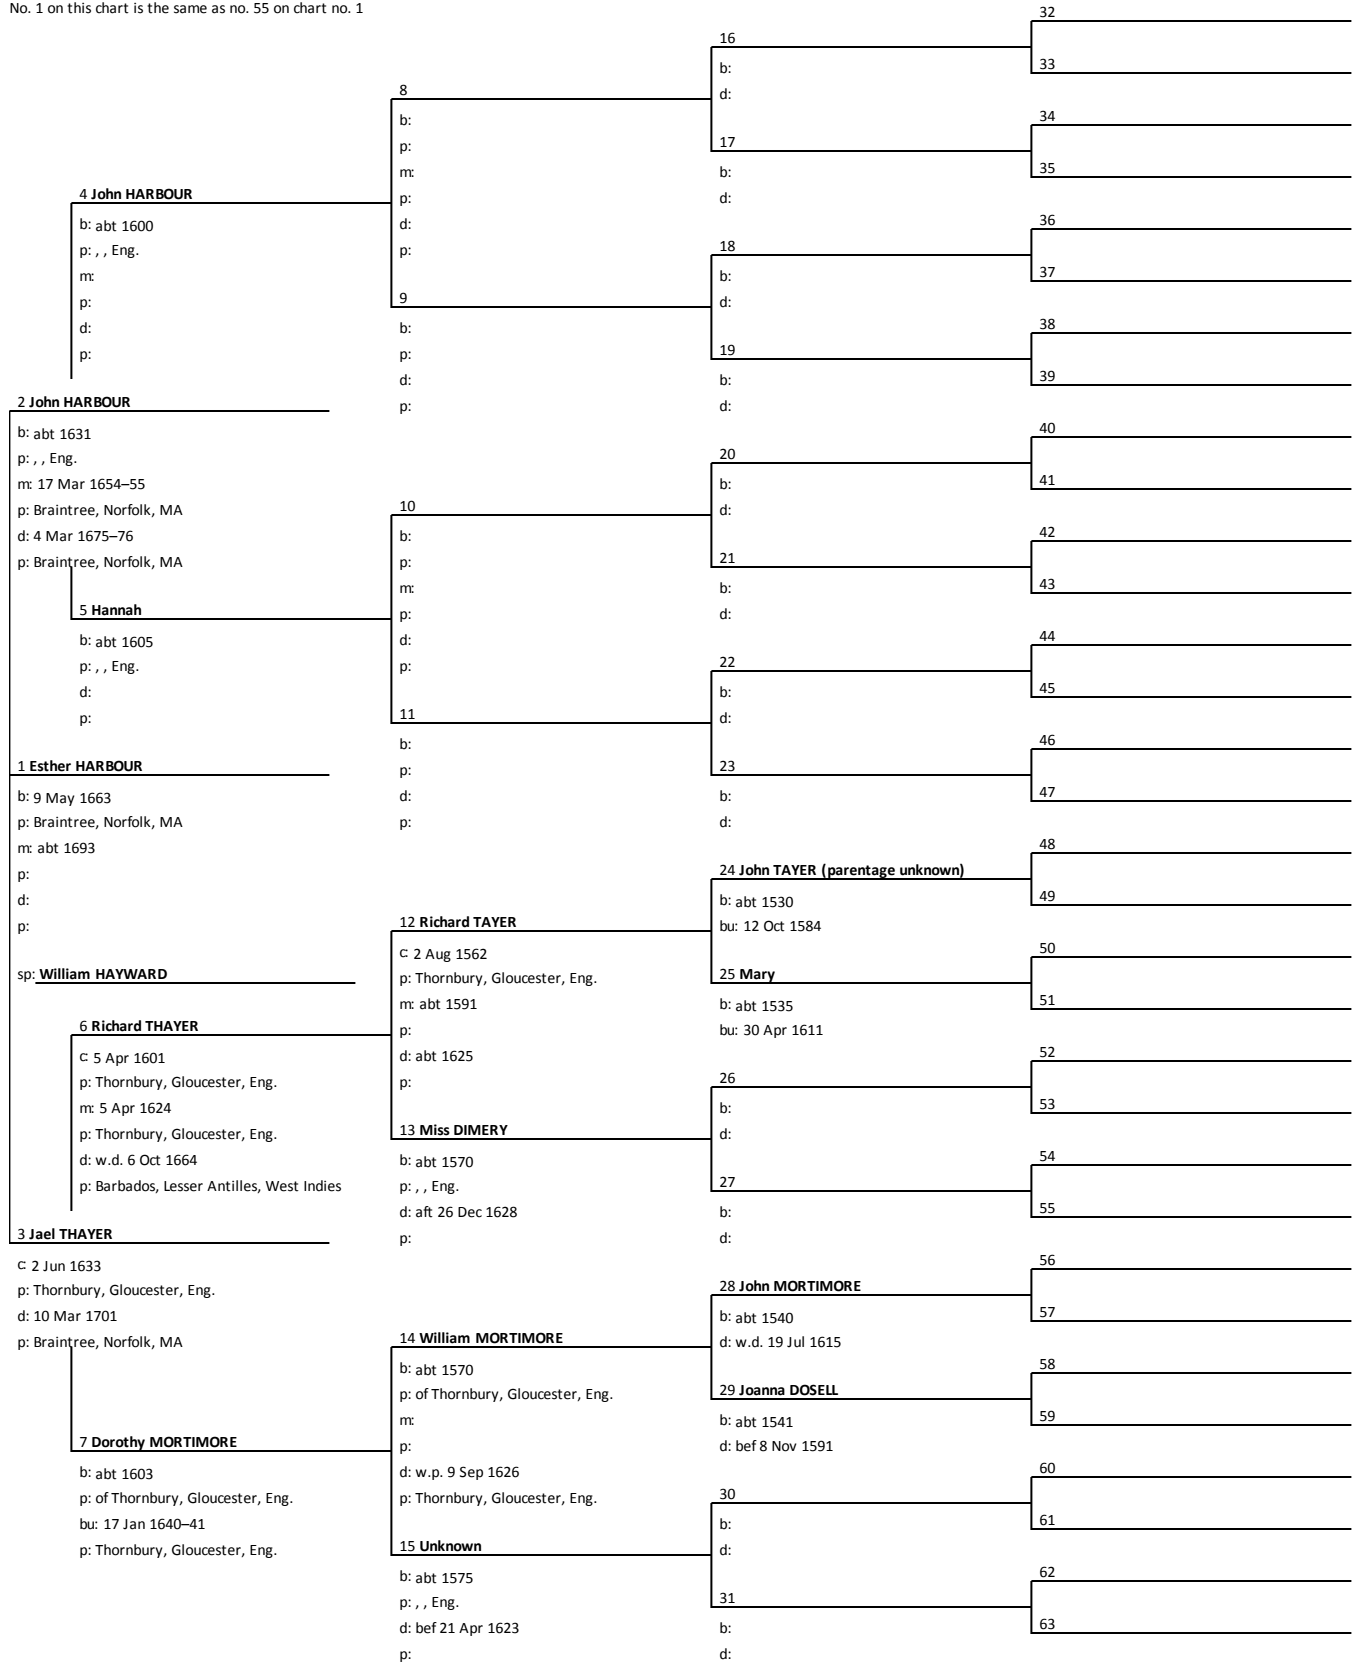 No. 1 on this chart is the same as no. 55 on chart no. 1
4 John HARBOUR
b: abt 1600
p: , , Eng.
m:
p:
d:
p:
2 John HARBOUR
b: abt 1631
p: , , Eng.
m: 17 Mar 1654–55
p: Braintree, Norfolk, MA
d: 4 Mar 1675–76
p: Braintree, Norfolk, MA
5 Hannah
b: abt 1605
p: , , Eng.
d:
p:
1 Esther HARBOUR
b: 9 May 1663
p: Braintree, Norfolk, MA
m: abt 1693
p:
d:
p:
sp: William HAYWARD
6 Richard THAYER
c: 5 Apr 1601
p: Thornbury, Gloucester, Eng.
m: 5 Apr 1624
p: Thornbury, Gloucester, Eng.
d: w.d. 6 Oct 1664
p: Barbados, Lesser Antilles, West Indies
3 Jael THAYER
c: 2 Jun 1633
p: Thornbury, Gloucester, Eng.
d: 10 Mar 1701
p: Braintree, Norfolk, MA
7 Dorothy MORTIMORE
b: abt 1603
p: of Thornbury, Gloucester, Eng.
bu: 17 Jan 1640–41
p: Thornbury, Gloucester, Eng.
8
b:
p:
m:
p:
d:
p:
9
b:
p:
d:
p:
10
b:
p:
m:
p:
d:
p:
11
b:
p:
d:
p:
12 Richard TAYER
c: 2 Aug 1562
p: Thornbury, Gloucester, Eng.
m: abt 1591
p:
d: abt 1625
p:
13 Miss DIMERY
b: abt 1570
p: , , Eng.
d: aft 26 Dec 1628
p:
14 William MORTIMORE
b: abt 1570
p: of Thornbury, Gloucester, Eng.
m:
p:
d: w.p. 9 Sep 1626
p: Thornbury, Gloucester, Eng.
15 Unknown
b: abt 1575
p: , , Eng.
d: bef 21 Apr 1623
p:
16
b:
d:
17
b:
d:
18
b:
d:
19
b:
d:
20
b:
d:
21
b:
d:
22
b:
d:
23
b:
d:
24 John TAYER (parentage unknown)
b: abt 1530
bu: 12 Oct 1584
25 Mary
b: abt 1535
bu: 30 Apr 1611
26
b:
d:
27
b:
d:
28 John MORTIMORE
b: abt 1540
d: w.d. 19 Jul 1615
29 Joanna DOSELL
b: abt 1541
d: bef 8 Nov 1591
30
b:
d:
31
b:
d:
32
33
34
35
36
37
38
39
40
41
42
43
44
45
46
47
48
49
50
51
52
53
54
55
56
57
58
59
60
61
62
63